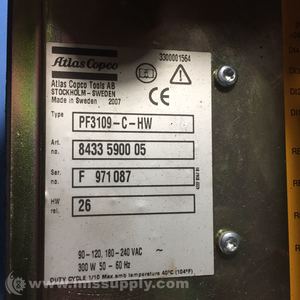 Atlas Copco
3300001564
Atlas Copco Tools AB
STOCKHOLM-SWEDEN
Made in Sweden 2007
CE
Type
PF3109-C-HW
Art. no.
8433 5900 05
Ser. no.
F 971087
HW rel.
26
90-120, 180-240 VAC ~
300 W 50-60 Hz
DUTY CYCLE 1/10 Max. amb temperature 40°C (104°F)
© www.missupply.com